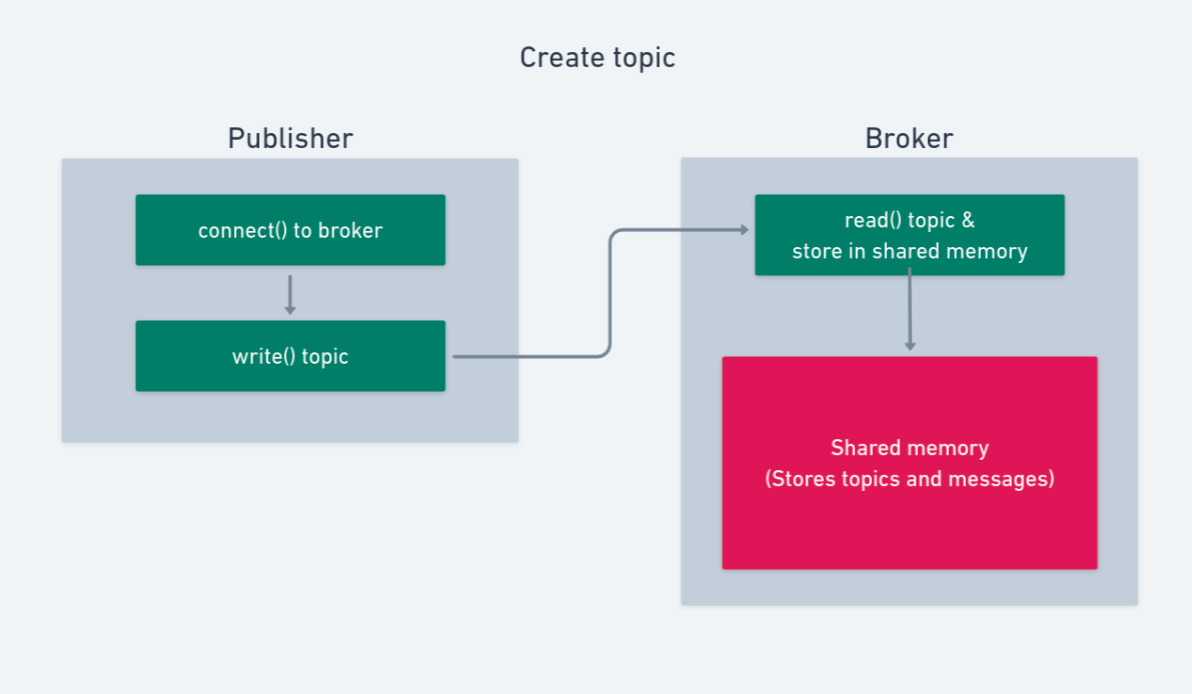 Create topic
Publisher
connect() to broker
write() topic
Broker
read() topic &
store in shared memory
Shared memory
(Stores topics and messages)